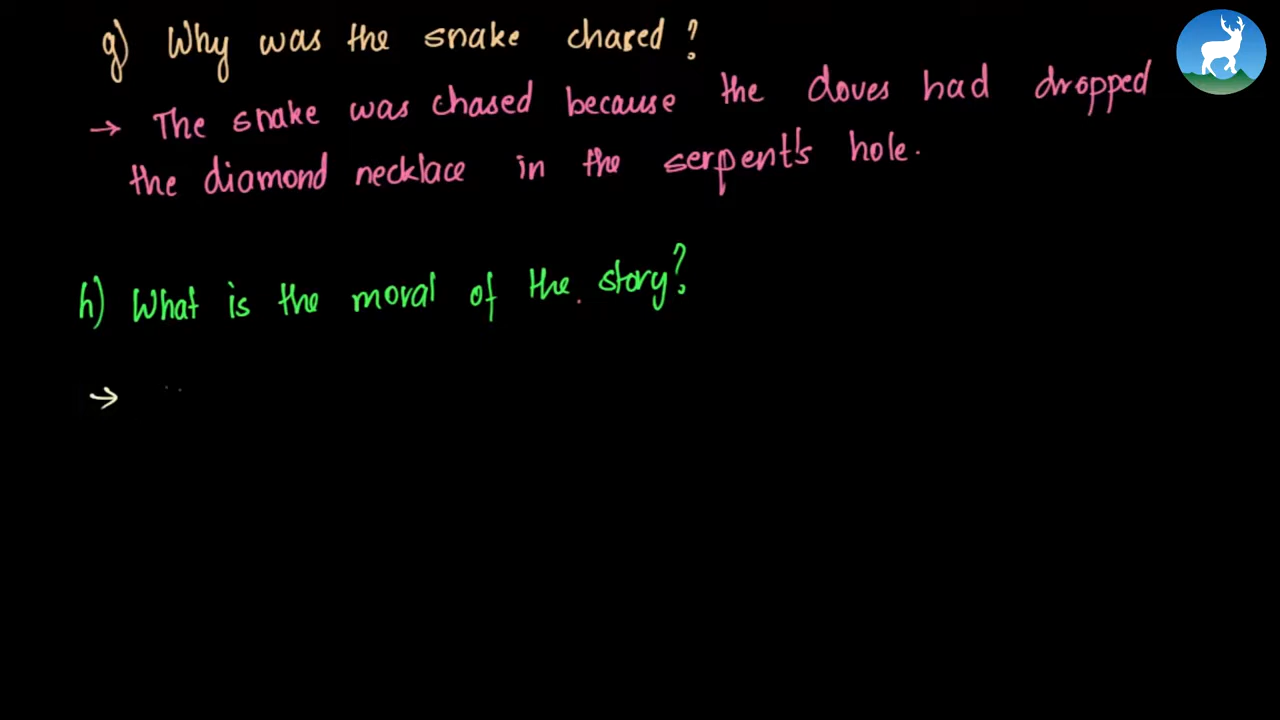 g) Why was the snake chased ?
→ The snake was chased because the doves had dropped
the diamond necklace in the serpent's hole.
h) What is the moral of the story?
→